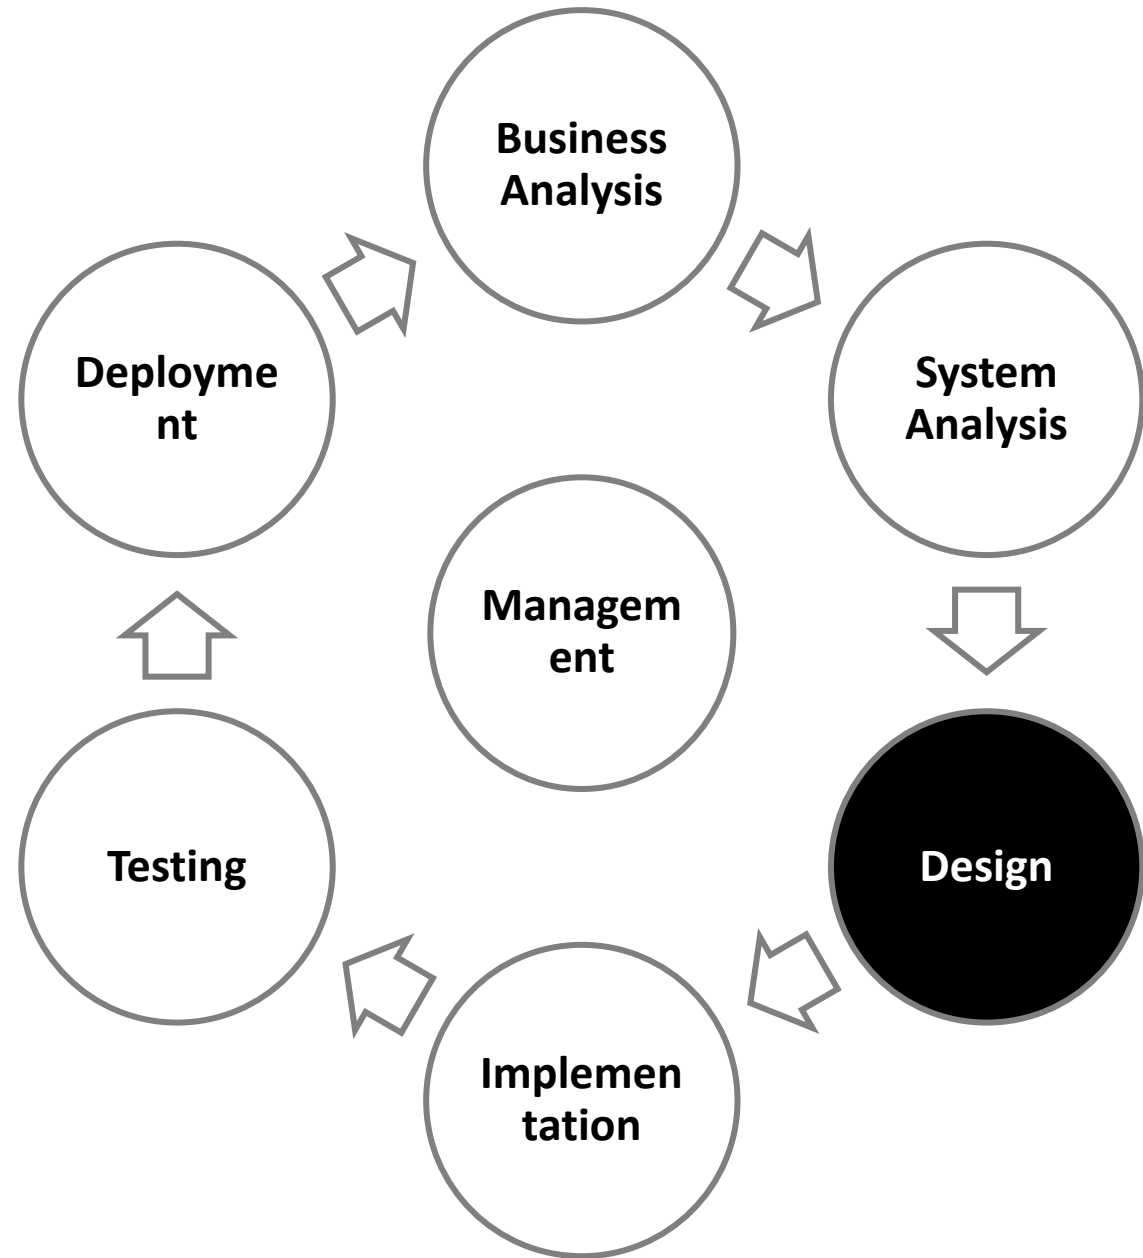 Business
Analysis
Deployme
nt
System
Analysis
Managem
ent
Testing
Design
Implemen
tation